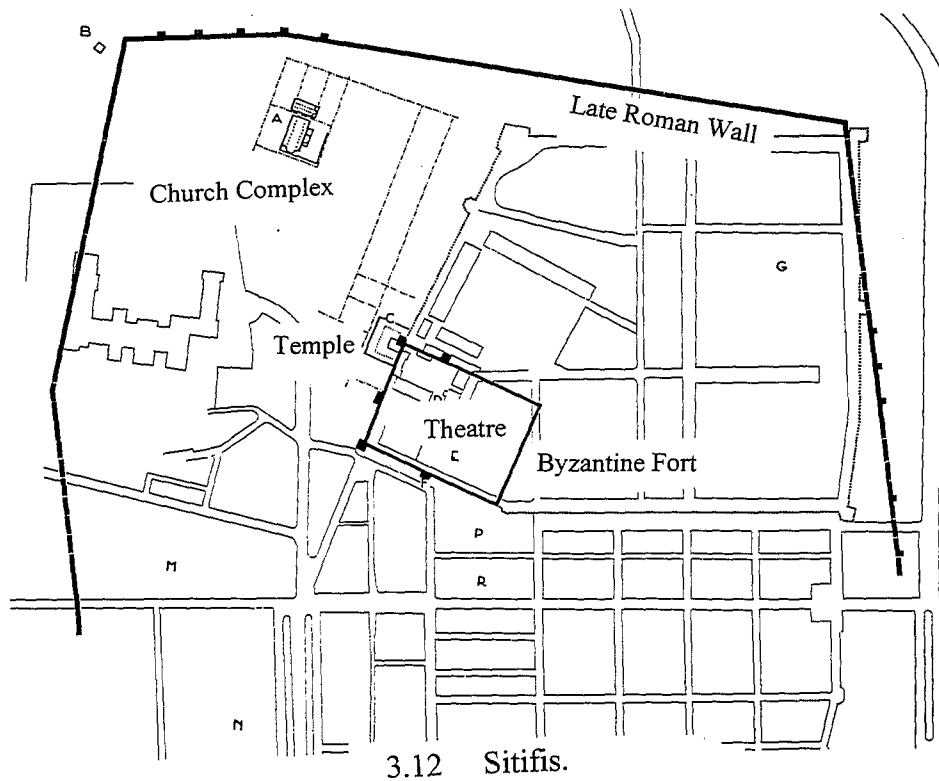 B
Late Roman Wall
A
Church Complex
G
C
Temple
D
Theatre
E
Byzantine Fort
F
P
M
R
N
3.12 Sitifis.